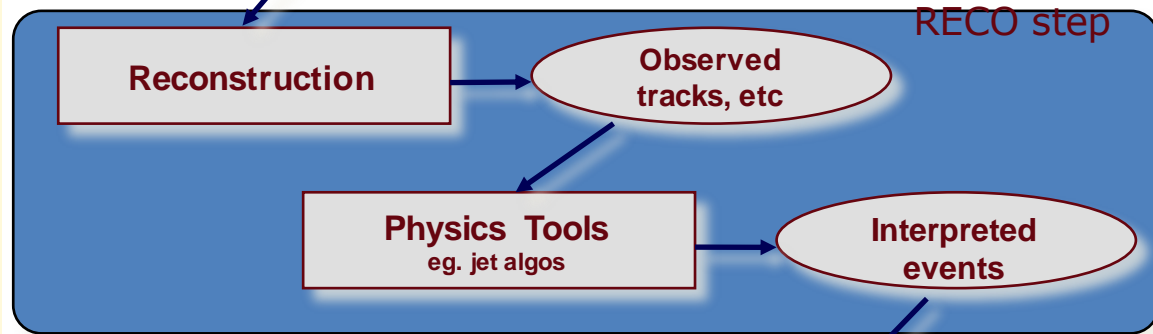 RECO step
Reconstruction
Observed
tracks, etc
Physics Tools
eg. jet algos
Interpreted
events